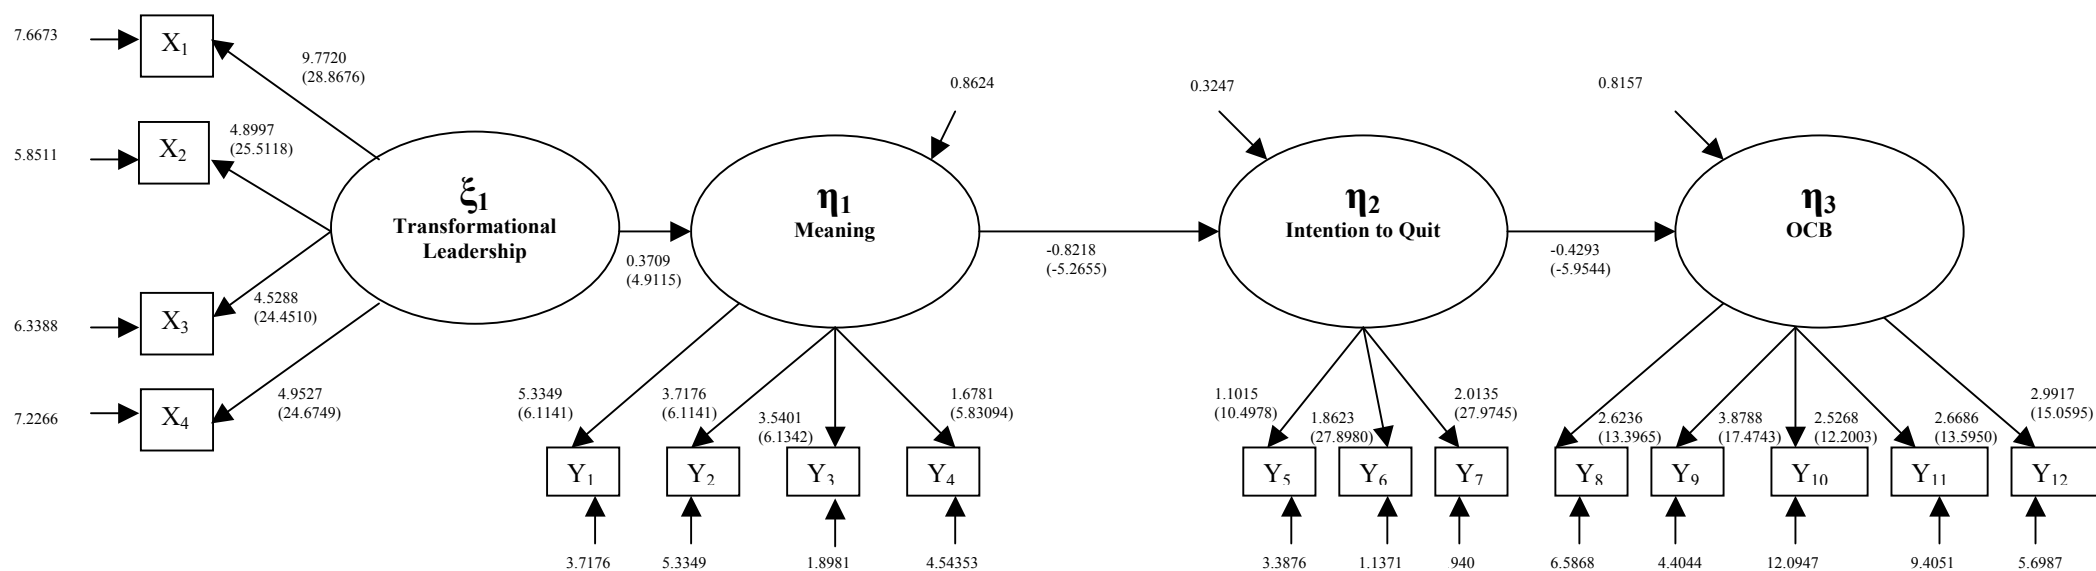 7.6673
X1
9.7720
(28.8676)
0.8624
0.3247
0.8157
5.8511
X2
4.8997
(25.5118)
ξ1
Transformational
Leadership
η1
Meaning
η2
Intention to Quit
η3
OCB
0.3709
(4.9115)
-0.8218
(-5.2655)
-0.4293
(-5.9544)
6.3388
X3
4.5288
(24.4510)
7.2266
X4
4.9527
(24.6749)
5.3349
(6.1141)
3.7176
(6.1141)
3.5401
(6.1342)
1.6781
(5.83094)
1.1015
(10.4978)
1.8623
(27.8980)
2.0135
(27.9745)
2.6236
(13.3965)
3.8788
(17.4743)
2.5268
(12.2003)
2.6686
(13.5950)
2.9917
(15.0595)
Y1
Y2
Y3
Y4
Y5
Y6
Y7
Y8
Y9
Y10
Y11
Y12
3.7176
5.3349
1.8981
4.54353
3.3876
1.1371
940
6.5868
4.4044
12.0947
9.4051
5.6987